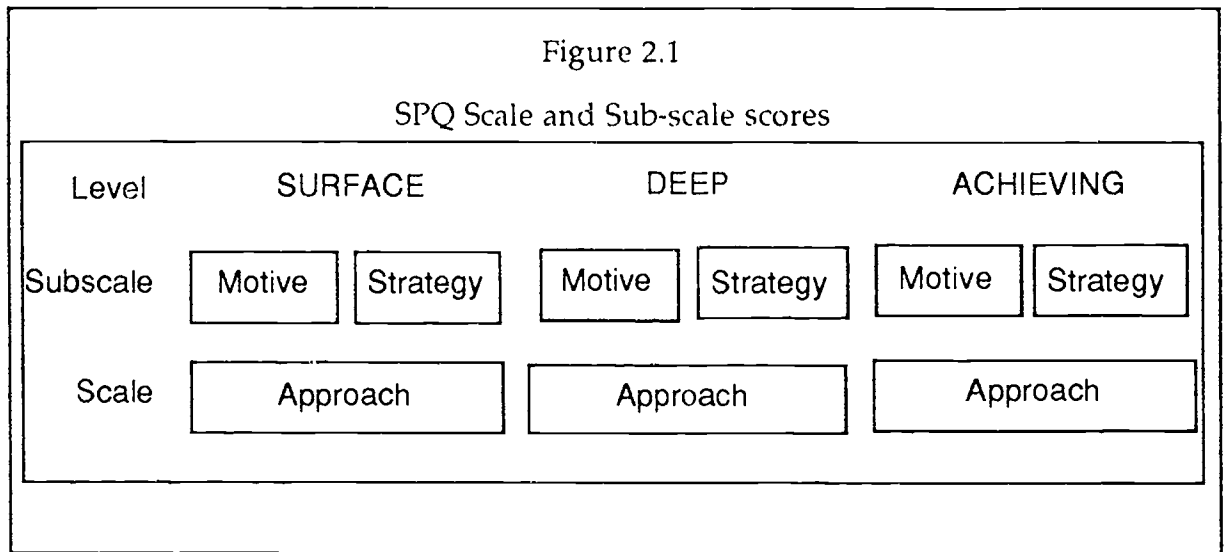 Figure 2.1
SPQ Scale and Sub-scale scores
Level SURFACE DEEP ACHIEVING
Subscale Motive Strategy Motive Strategy Motive Strategy
Scale Approach Approach Approach